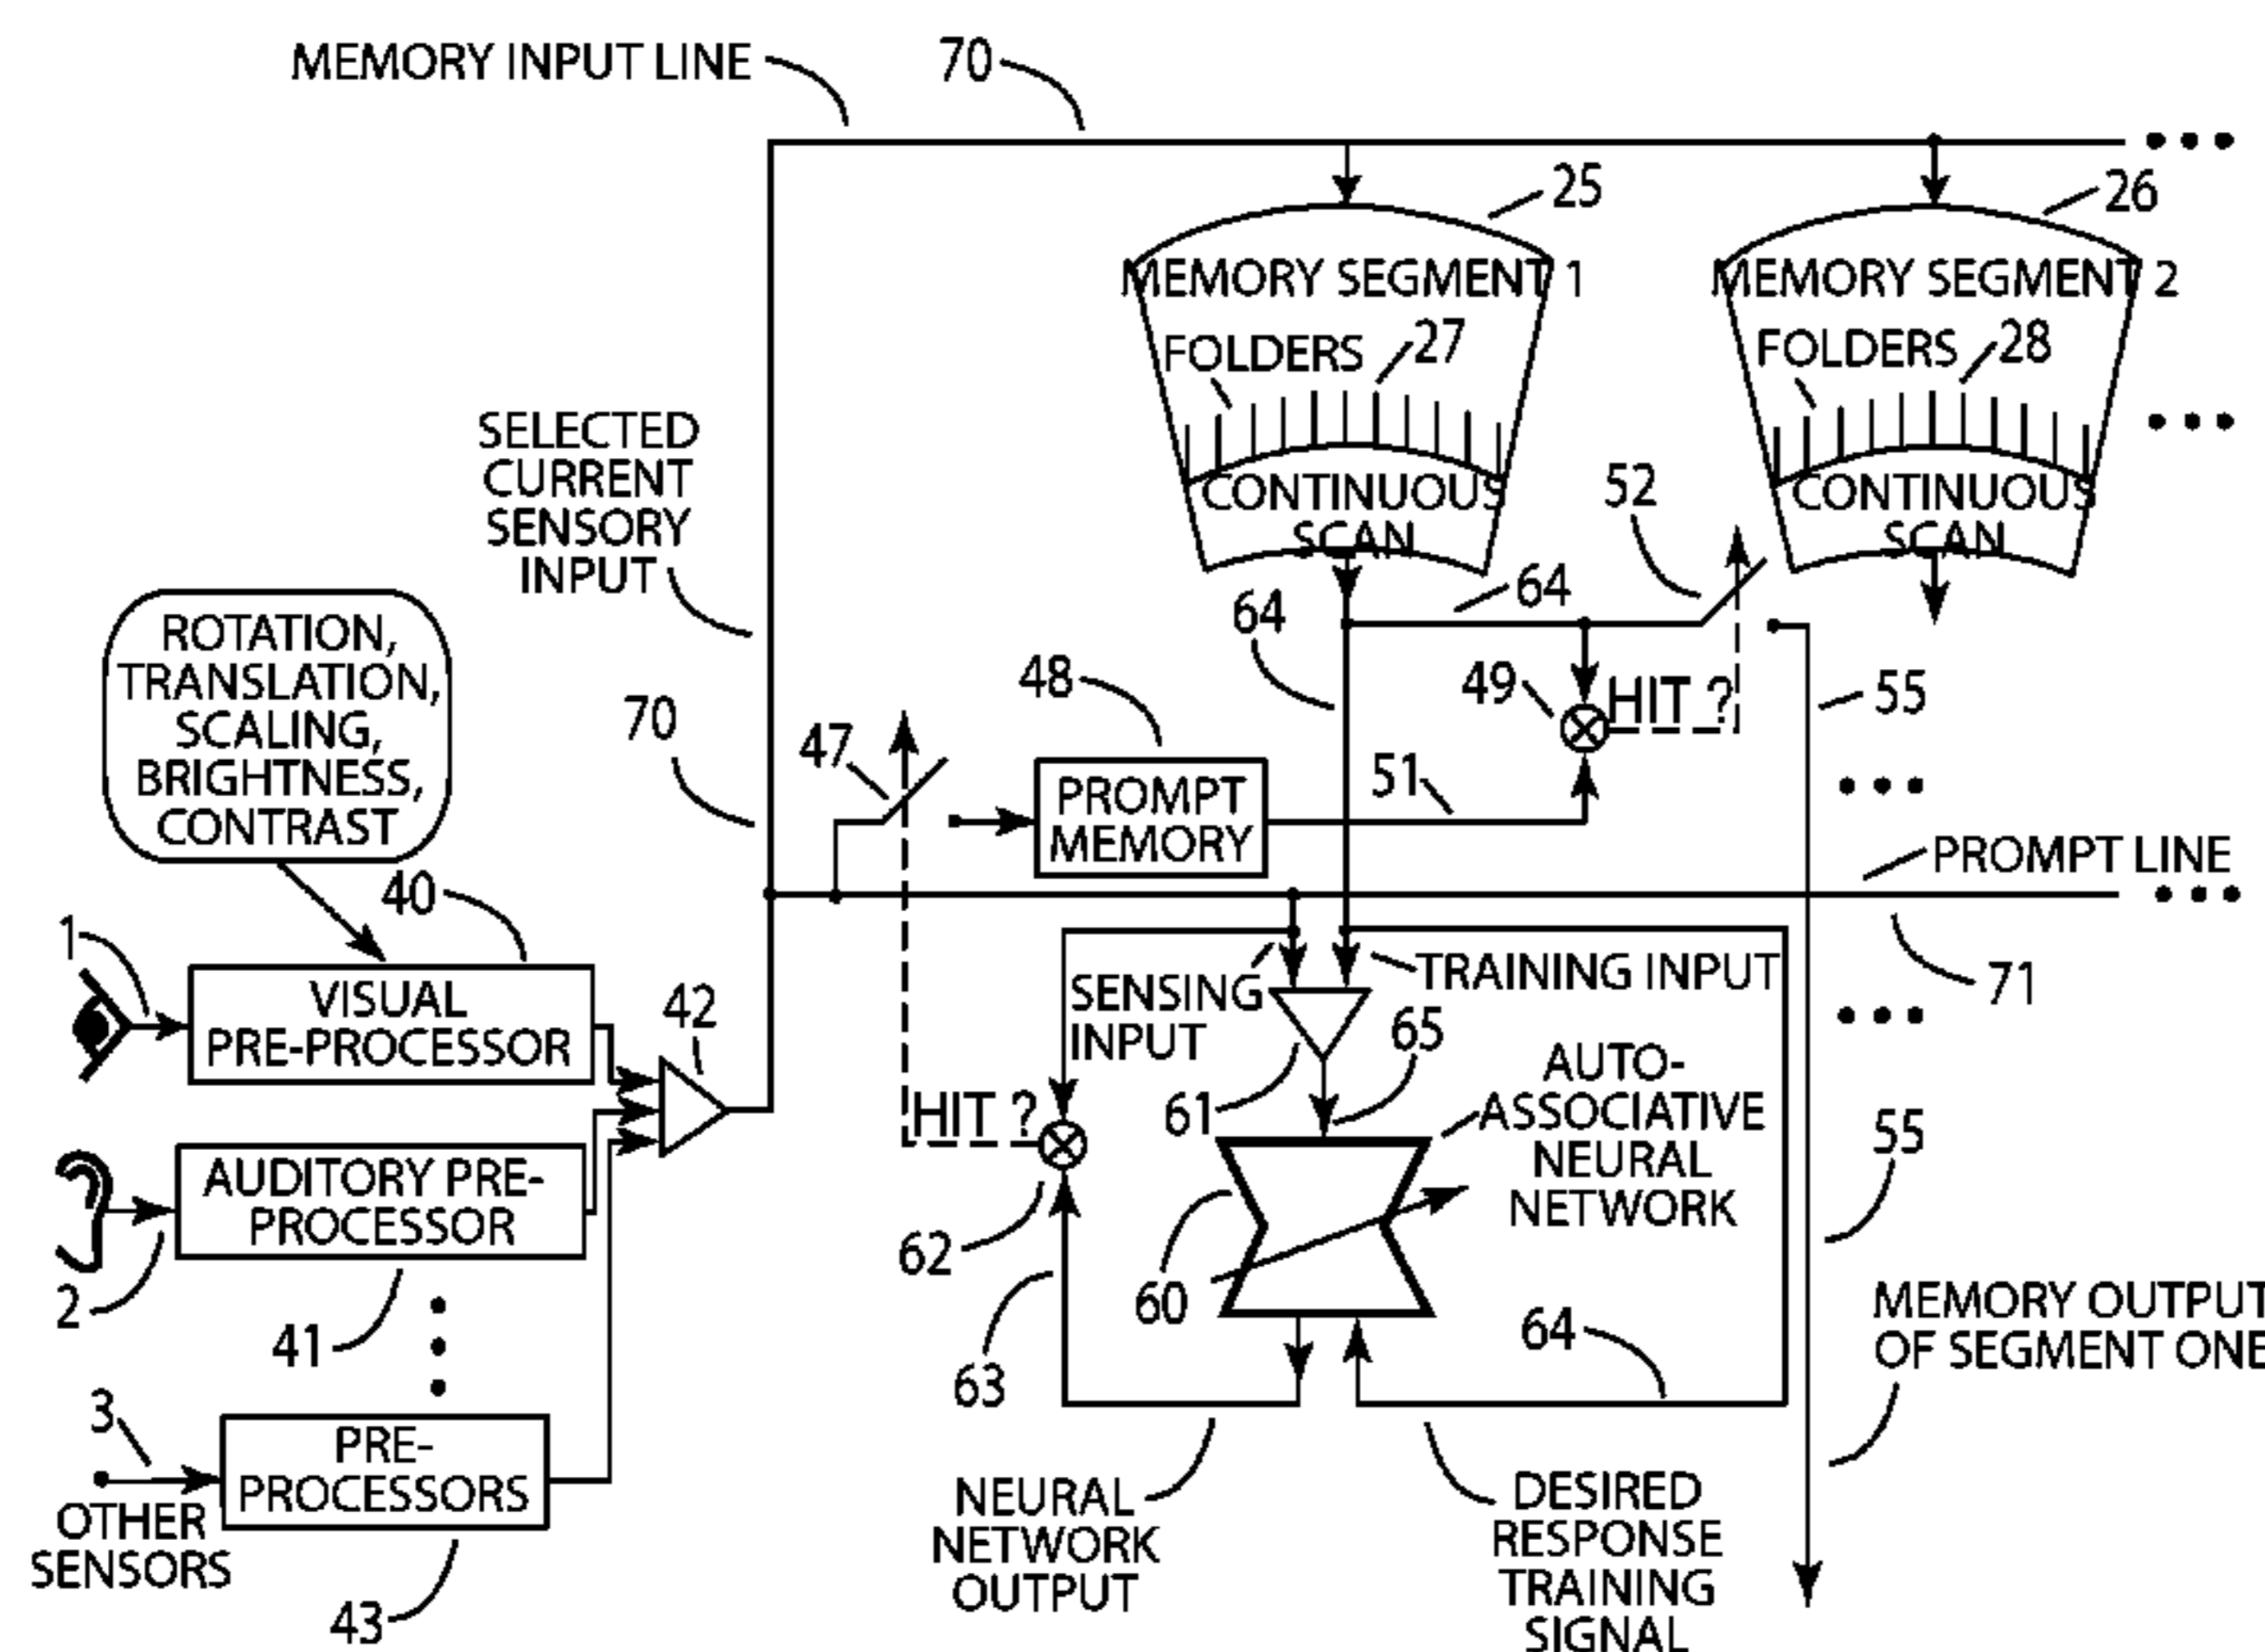 MEMORY INPUT LINE
70
25
26
MEMORY SEGMENT 1
MEMORY SEGMENT 2
FOLDERS
27
FOLDERS
28
CONTINUOUS
SCAN
CONTINUOUS
SCAN
SELECTED
CURRENT
SENSORY
INPUT
52
64
64
ROTATION,
TRANSLATION,
SCALING,
BRIGHTNESS,
CONTRAST
70
47
48
49
HIT ?
55
PROMPT
MEMORY
51
PROMPT LINE
71
40
1
VISUAL
PRE-PROCESSOR
42
SENSING
INPUT
TRAINING INPUT
61
65
AUTO-
ASSOCIATIVE
NEURAL
NETWORK
HIT ?
62
60
55
2
AUDITORY PRE-
PROCESSOR
41
63
64
MEMORY OUTPUT
OF SEGMENT ONE
3
OTHER
SENSORS
PRE-
PROCESSORS
43
NEURAL
NETWORK
OUTPUT
DESIRED
RESPONSE
TRAINING
SIGNAL